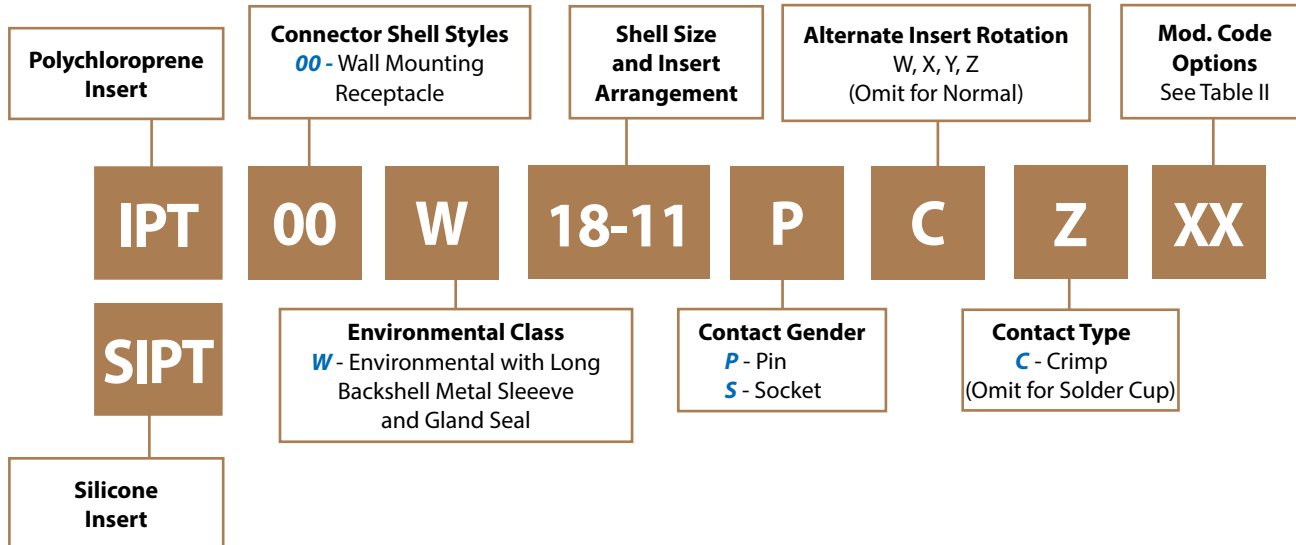 Polychloroprene
Insert
Connector Shell Styles
00 - Wall Mounting
Receptacle
Shell Size
and Insert
Arrangement
Alternate Insert Rotation
W, X, Y, Z
(Omit for Normal)
Mod. Code
Options
See Table II
IPT 00 W 18-11 P C Z XX
SIPT
Environmental Class
W - Environmental with Long
Backshell Metal Sleeeve
and Gland Seal
Contact Gender
P - Pin
S - Socket
Contact Type
C - Crimp
(Omit for Solder Cup)
Silicone
Insert